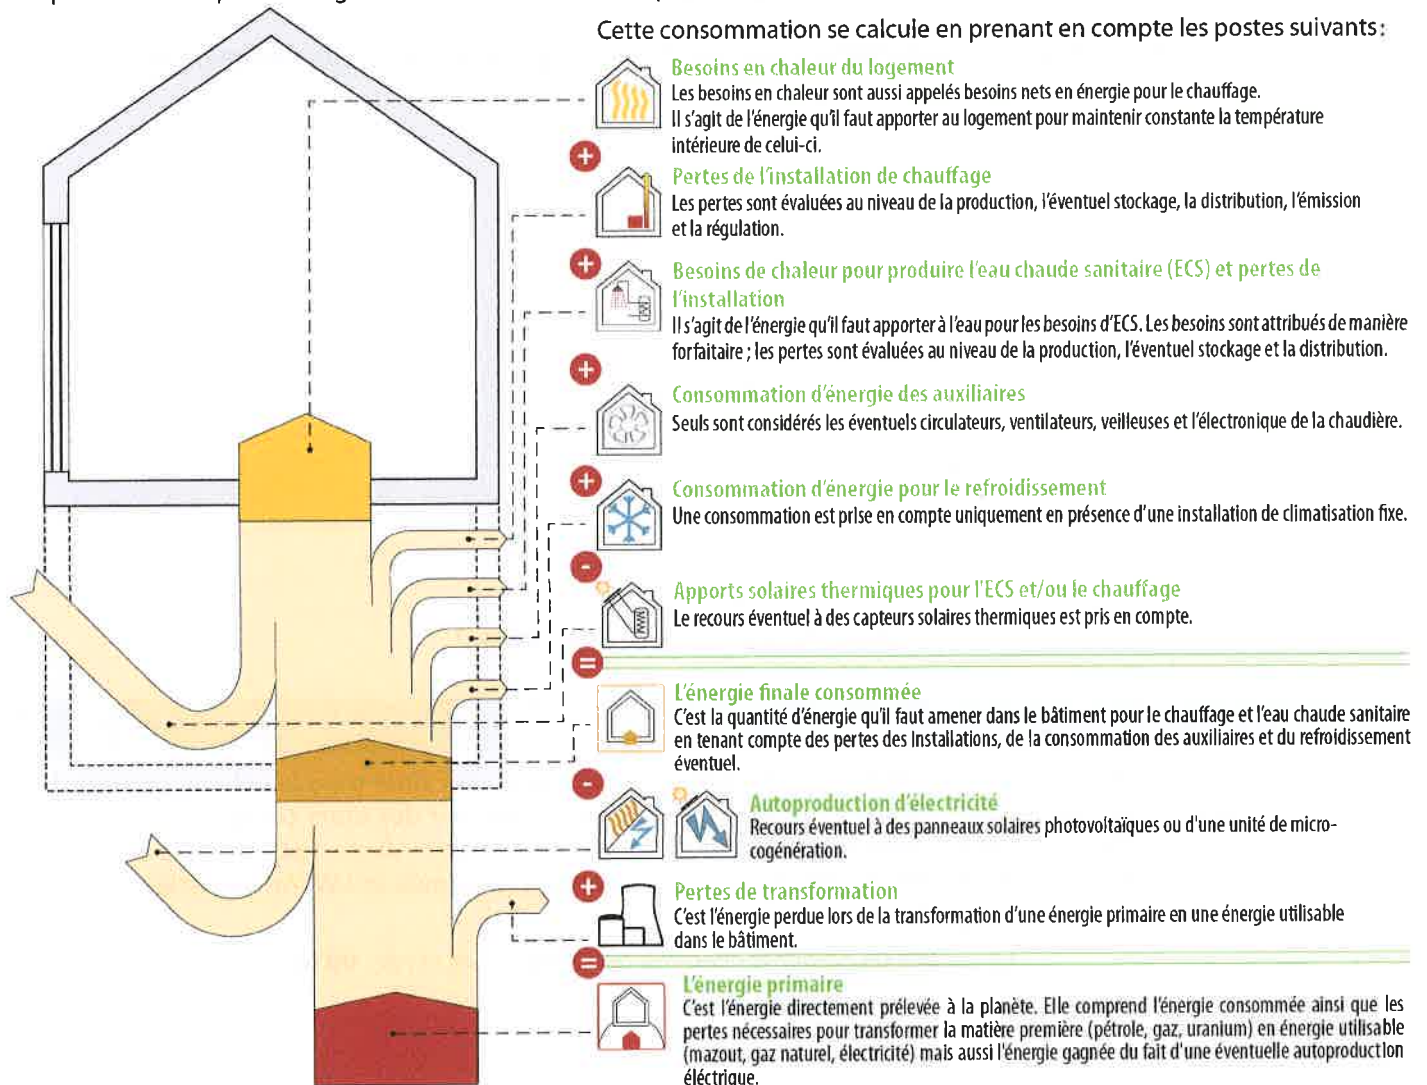 Cette consommation se calcule en prenant en compte les postes suivants :
Besoins en chaleur du logement
Les besoins en chaleur sont aussi appelés besoins nets en énergie pour le chauffage.
Il s'agit de l'énergie qu'il faut apporter au logement pour maintenir constante la température
intérieure de celui-ci.
+
Pertes de l'installation de chauffage
Les pertes sont évaluées au niveau de la production, l'éventuel stockage, la distribution, l'émission
et la régulation.
+
Besoins de chaleur pour produire l'eau chaude sanitaire (ECS) et pertes de
l'installation
Il s'agit de l'énergie qu'il faut apporter à l'eau pour les besoins d'ECS. Les besoins sont attribués de manière
forfaitaire ; les pertes sont évaluées au niveau de la production, l'éventuel stockage et la distribution.
+
Consommation d'énergie des auxiliaires
Seuls sont considérés les éventuels circulateurs, ventilateurs, veilleuses et l'électronique de la chaudière.
+
Consommation d'énergie pour le refroidissement
Une consommation est prise en compte uniquement en présence d'une installation de climatisation fixe.
-
Apports solaires thermiques pour l'ECS et/ou le chauffage
Le recours éventuel à des capteurs solaires thermiques est pris en compte.
=
L'énergie finale consommée
C'est la quantité d'énergie qu'il faut amener dans le bâtiment pour le chauffage et l'eau chaude sanitaire
en tenant compte des pertes des Installations, de la consommation des auxiliaires et du refroidissement
éventuel.
-
Autoproduction d'électricité
Recours éventuel à des panneaux solaires photovoltaïques ou d'une unité de micro-
cogénération.
+
Pertes de transformation
C'est l'énergie perdue lors de la transformation d'une énergie primaire en une énergie utilisable
dans le bâtiment.
=
L'énergie primaire
C'est l'énergie directement prélevée à la planète. Elle comprend l'énergie consommée ainsi que les
pertes nécessaires pour transformer la matière première (pétrole, gaz, uranium) en énergie utilisable
(mazout, gaz naturel, électricité) mais aussi l'énergie gagnée du fait d'une éventuelle autoproduction
éléctrique.